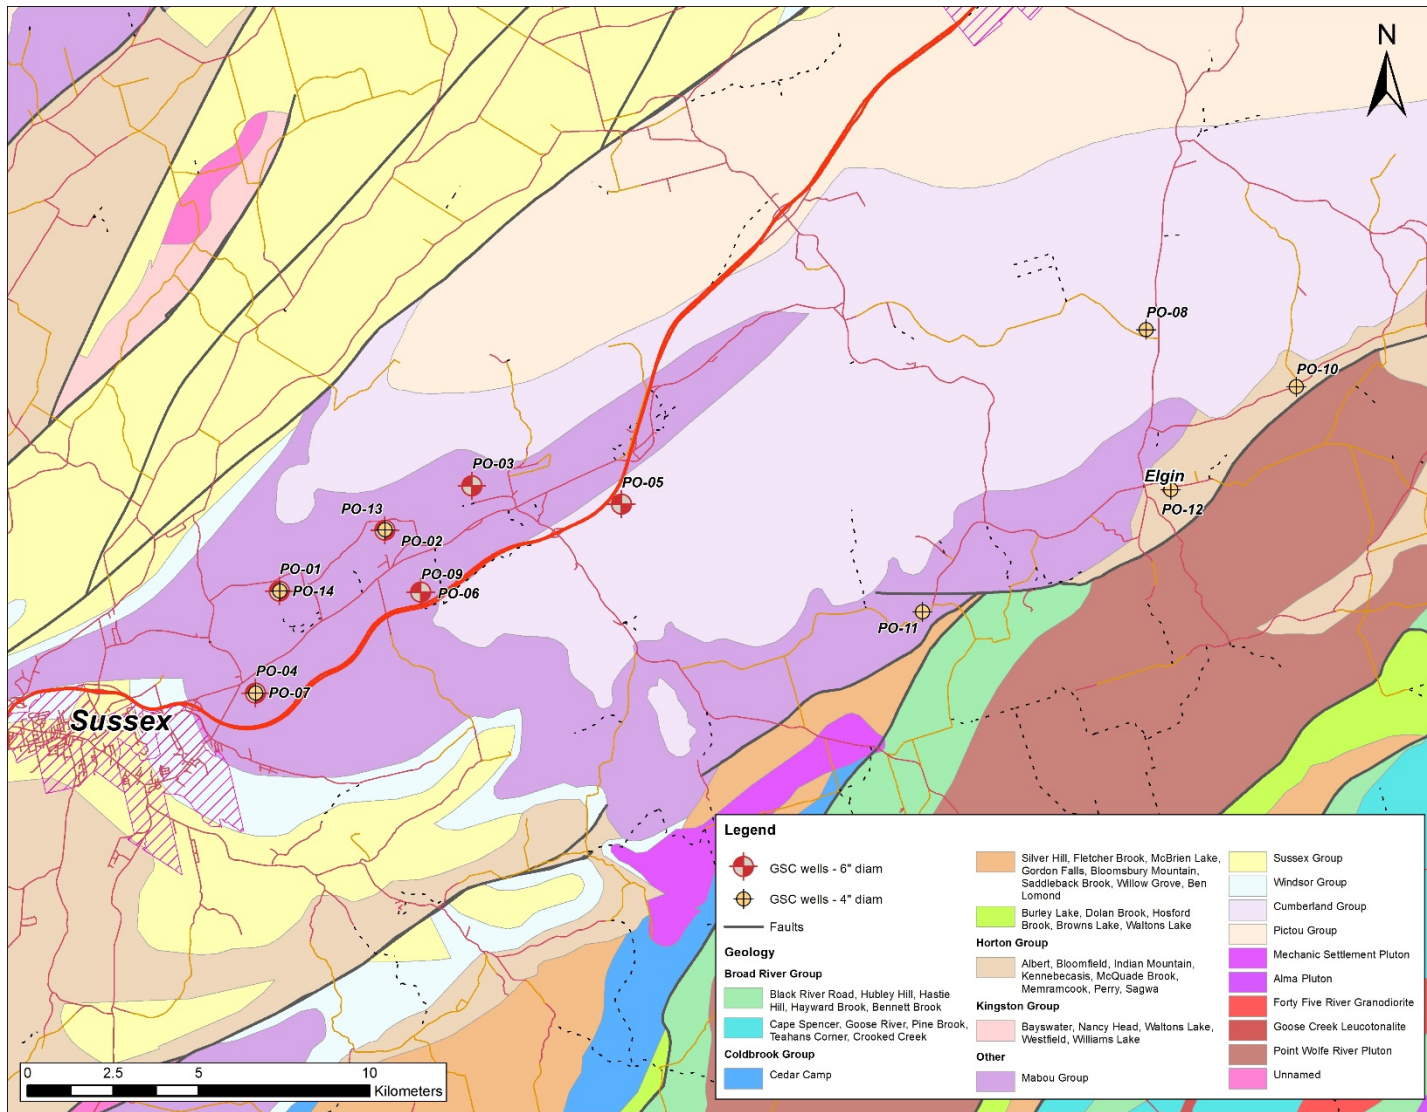 N
PO-08
PO-10
PO-03
PO-05
Elgin
PO-12
PO-13
PO-02
PO-01
PO-14
PO-09
PO-06
PO-11
PO-04
PO-07
Sussex
Legend
GSC wells - 6" diam
GSC wells - 4" diam
Faults
Geology
Broad River Group
Black River Road, Hubley Hill, Hastie
Hill, Hayward Brook, Bennett Brook
Cape Spencer, Goose River, Pine Brook,
Teahans Corner, Crooked Creek
Coldbrook Group
Cedar Camp
Silver Hill, Fletcher Brook, McBrien Lake,
Gordon Falls, Bloomsbury Mountain,
Saddleback Brook, Willow Grove, Ben
Lomond
Burley Lake, Dolan Brook, Hosford
Brook, Browns Lake, Waltons Lake
Horton Group
Albert, Bloomfield, Indian Mountain,
Kennebecasis, McQuade Brook,
Memramcook, Perry, Sagwa
Kingston Group
Bayswater, Nancy Head, Waltons Lake,
Westfield, Williams Lake
Other
Mabou Group
Sussex Group
Windsor Group
Cumberland Group
Pictou Group
Mechanic Settlement Pluton
Alma Pluton
Forty Five River Granodiorite
Goose Creek Leucotonalite
Point Wolfe River Pluton
Unnamed
0 2.5 5 10
Kilometers